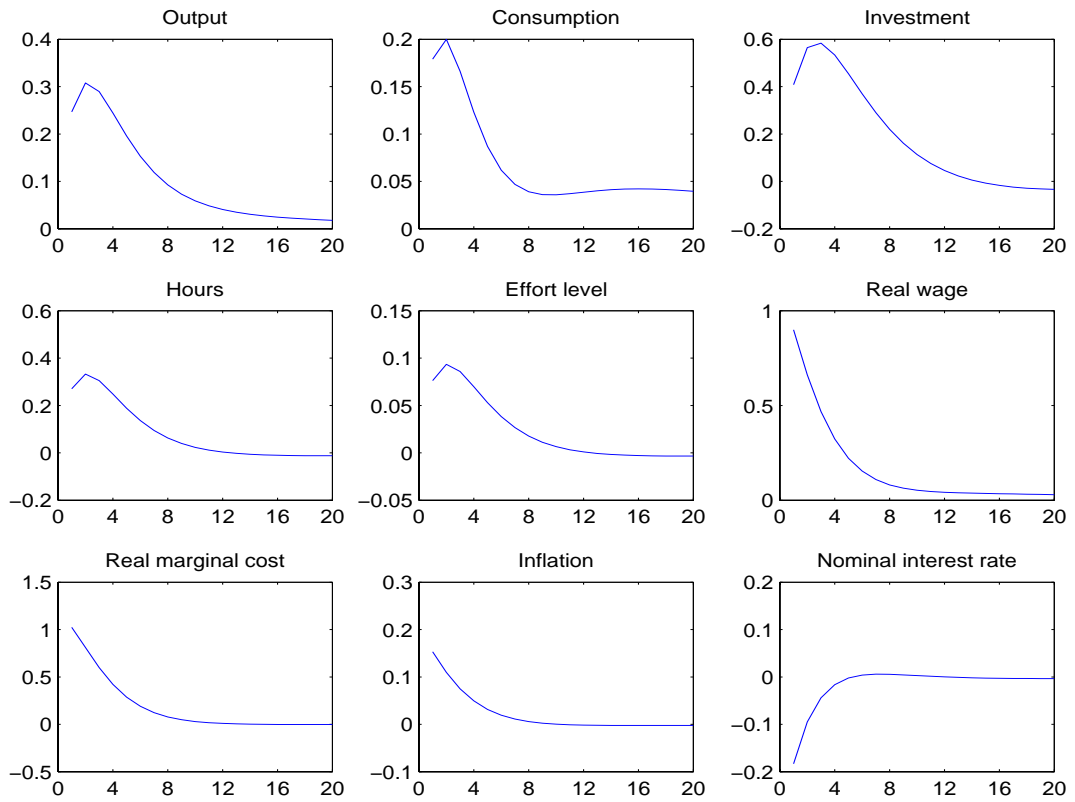 Output
Consumption
Investment
0.4
0.3
0.2
0.1
0
0 4 8 12 16 20
0.2
0.15
0.1
0.05
0
0 4 8 12 16 20
0.6
0.4
0.2
0
−0.2
0 4 8 12 16 20
Hours
Effort level
Real wage
0.6
0.4
0.2
0
−0.2
0 4 8 12 16 20
0.15
0.1
0.05
0
−0.05
0 4 8 12 16 20
1
0.5
0
0 4 8 12 16 20
Real marginal cost
Inflation
Nominal interest rate
1.5
1
0.5
0
−0.5
0 4 8 12 16 20
0.3
0.2
0.1
0
−0.1
0 4 8 12 16 20
0.2
0.1
0
−0.1
−0.2
0 4 8 12 16 20